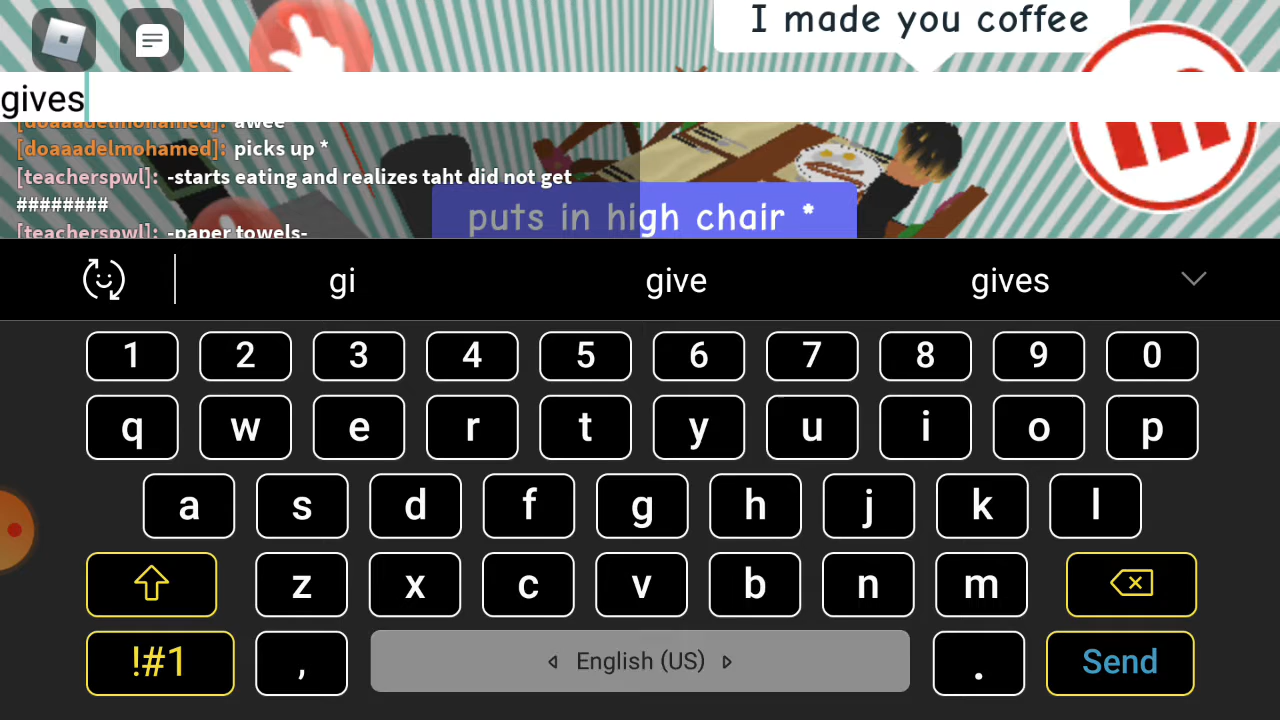 I made you coffee
gives
[doaaadelmohamed]: awee
[doaaadelmohamed]: picks up *
[teacherspwl]: -starts eating and realizes taht did not get
########
[teacherspwl]: -paper towels-
puts in high chair *
gi give gives
1 2 3 4 5 6 7 8 9 0
q w e r t y u i o p
a s d f g h j k l
z x c v b n m
!#1 , English (US) . Send